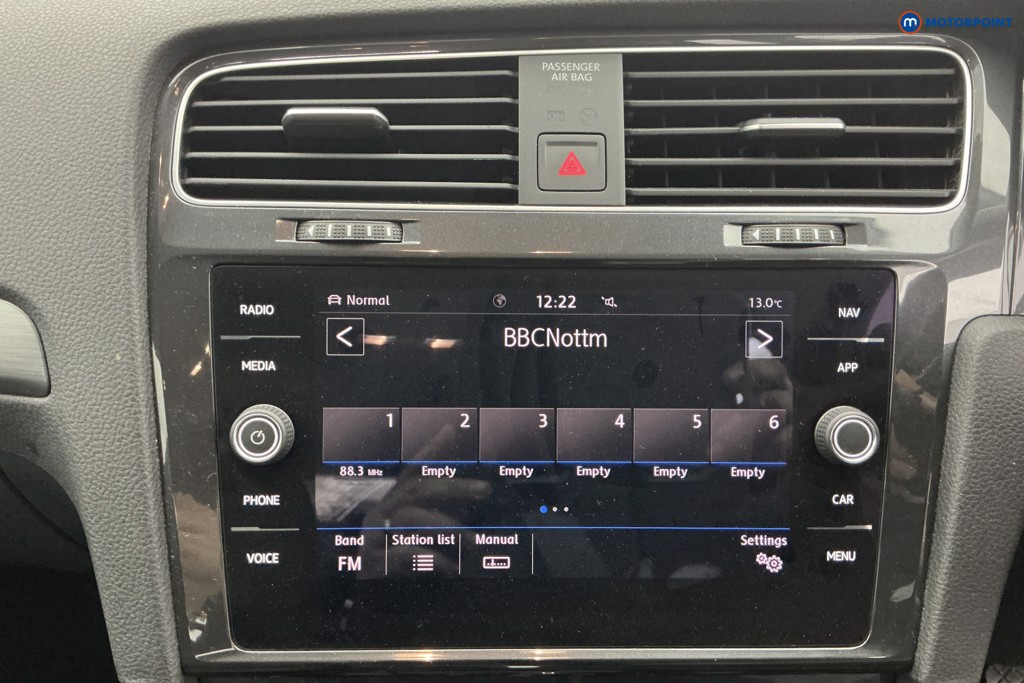 MOTORPOINT
PASSENGER
AIR BAG
RADIO
MEDIA
PHONE
VOICE
Normal
12:22
13.0°C
<
BBCNottm
>
1 2 3 4 5 6
88.3 MHz Empty Empty Empty Empty Empty
Band
FM
Station list
Manual
Settings
NAV
APP
CAR
MENU